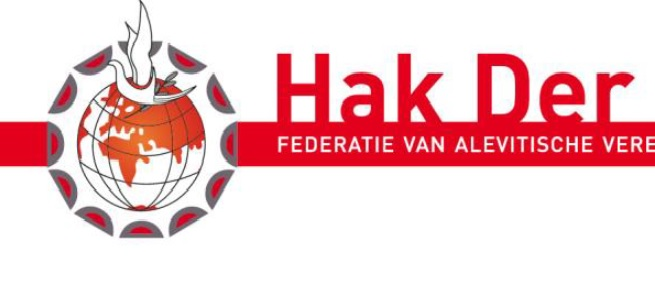 Hak Der
FEDERATIE VAN ALEVITISCHE VERE